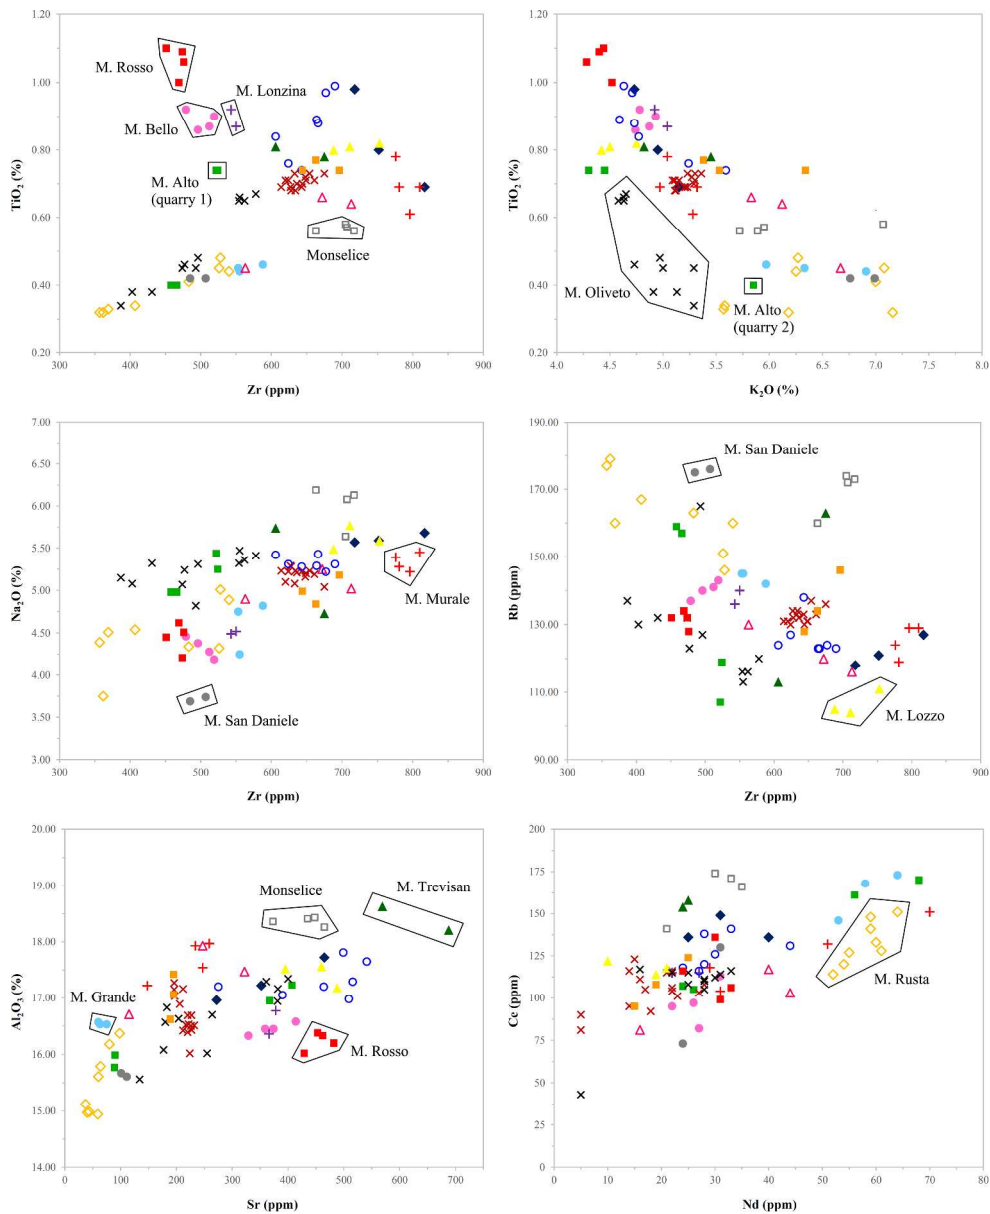 1.20
1.00
0.80
0.60
0.40
0.20
TiO2 (%)
300 400 500 600 700 800 900
Zr (ppm)
M. Rosso
M. Lonzina
M. Bello
M. Alto
(quarry 1)
Monselice
1.20
1.00
0.80
0.60
0.40
0.20
TiO2 (%)
4.0 4.5 5.0 5.5 6.0 6.5 7.0 7.5 8.0
K2O (%)
M. Oliveto
M. Alto
(quarry 2)
7.00
6.50
6.00
5.50
5.00
4.50
4.00
3.50
3.00
Na2O (%)
200 300 400 500 600 700 800 900
Zr (ppm)
M. Murale
M. San Daniele
190.00
170.00
150.00
130.00
110.00
90.00
Rb (ppm)
300 400 500 600 700 800 900
Zr (ppm)
M. San Daniele
M. Lozzo
20.00
19.00
18.00
17.00
16.00
15.00
14.00
Al2O3 (%)
0 100 200 300 400 500 600 700
Sr (ppm)
M. Trevisan
Monselice
M. Grande
M. Rosso
200
175
150
125
100
75
50
25
0
Ce (ppm)
0 10 20 30 40 50 60 70 80
Nd (ppm)
M. Rusta